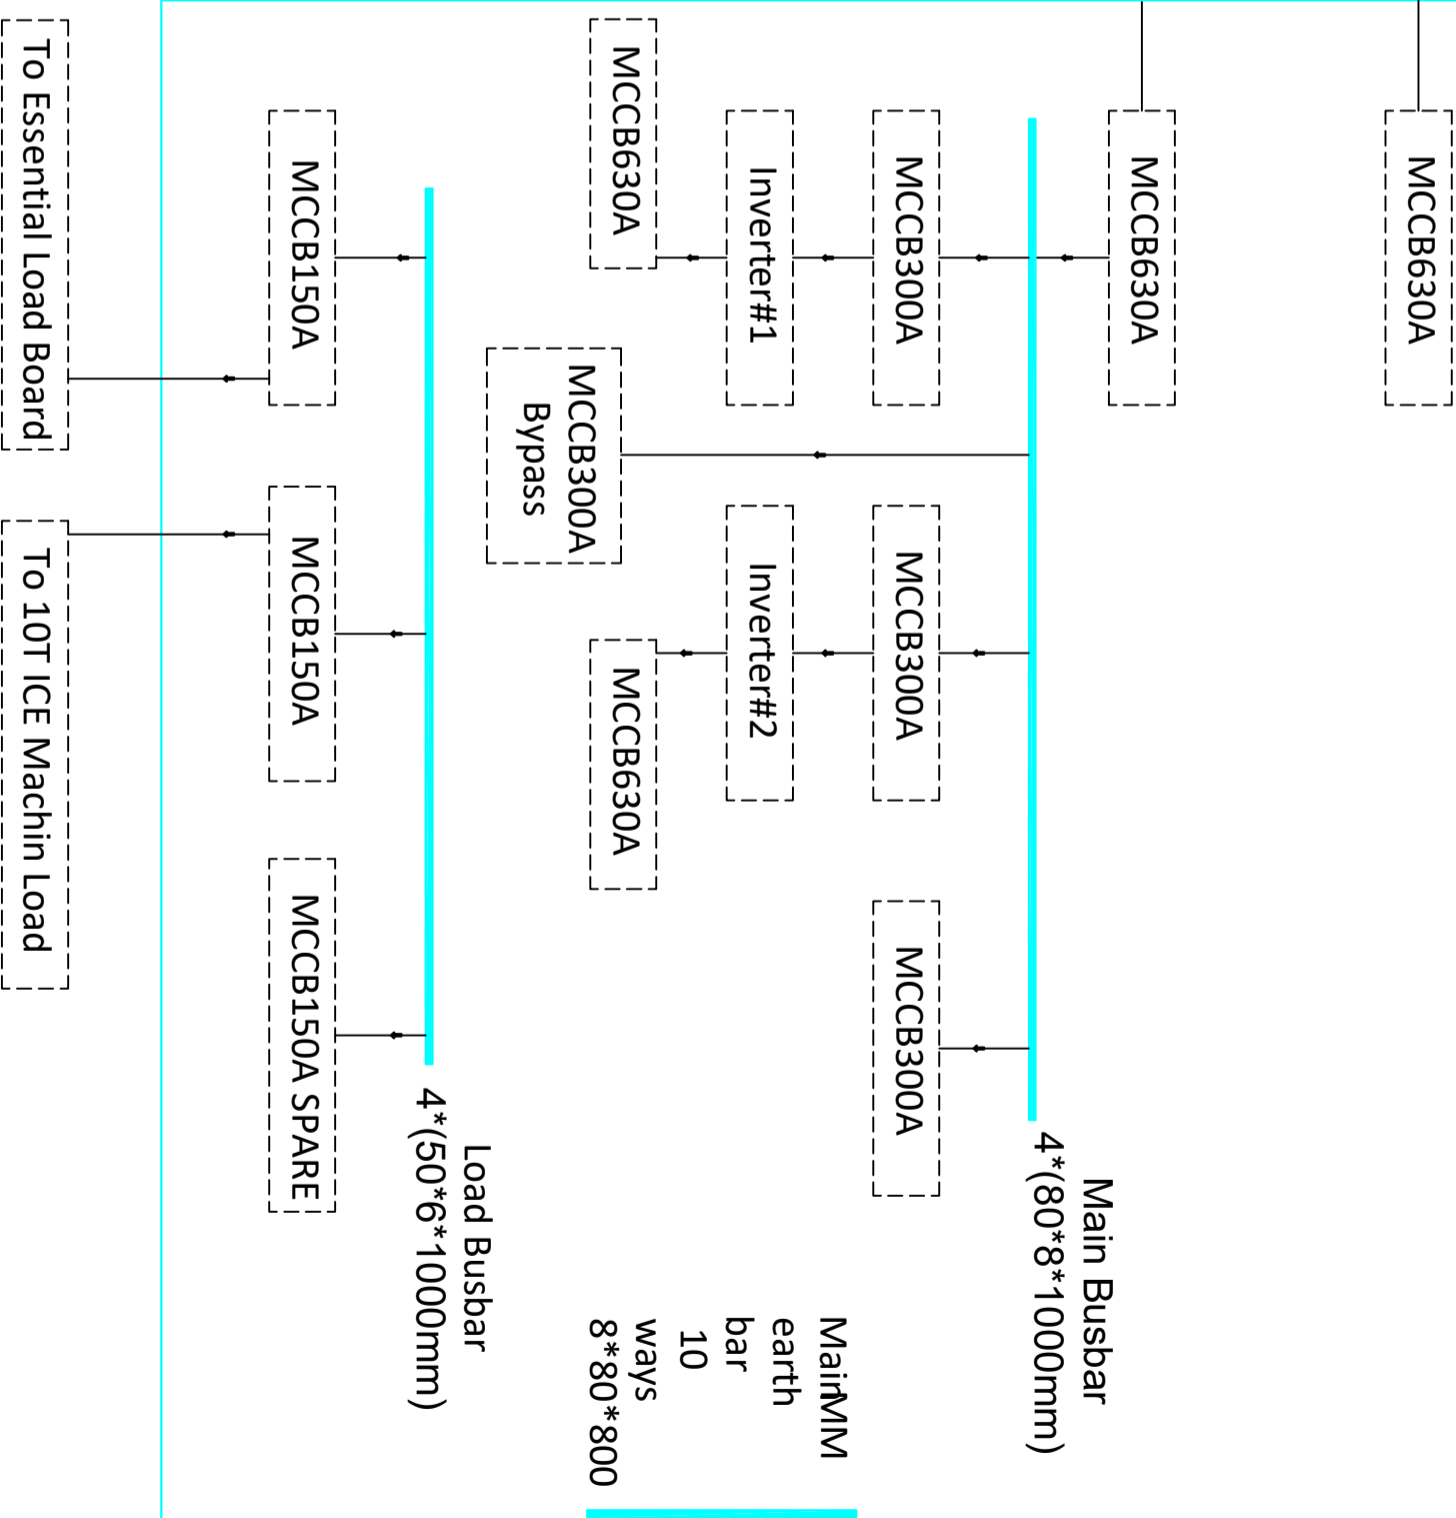 MCCB630A
MCCB630A
Main Busbar
4*(80*8*1000mm)
MCCB300A
MCCB300A
MCCB300A
Inverter#1
Inverter#2
MCCB630A
MCCB630A
MCCB300A
Bypass
MainMM
earth
bar
10
ways
8*80*800
Load Busbar
4*(50*6*1000mm)
MCCB150A
MCCB150A
MCCB150A SPARE
To Essential Load Board
To 10T ICE Machin Load